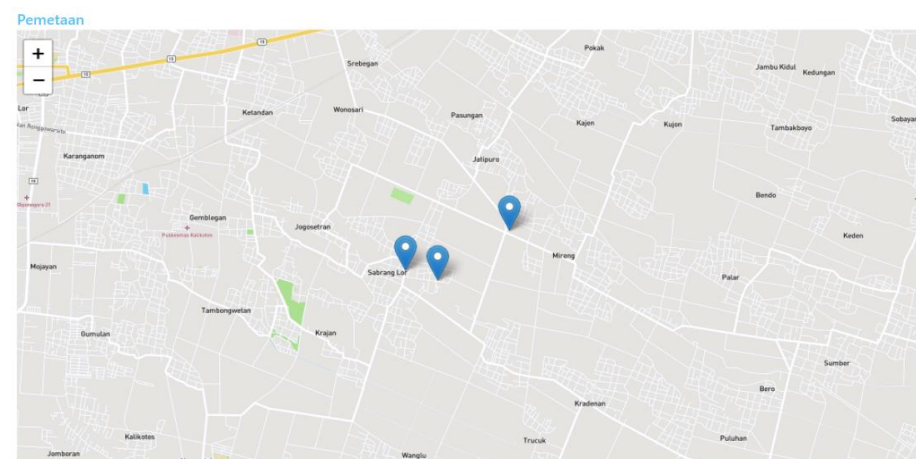 Pemetaan
+
−
Pokak
Srebegan
Jambu Kidul
Kedungan
Lor
Ketandan
Wonosari
Pasungan
Kajen
Kujon
Tambakboyo
Sobayan
Karanganom
Jatipuro
Bendo
Gemblegan
Jogosetran
Puskesmas Kalikotes
Keden
Mojayan
Sabrang Lor
Mireng
Palar
Tambongwetan
Gumulan
Krajan
Sumber
Bero
Kradenan
Kalikotes
Trucuk
Puluhan
Jomboran
Wanglu